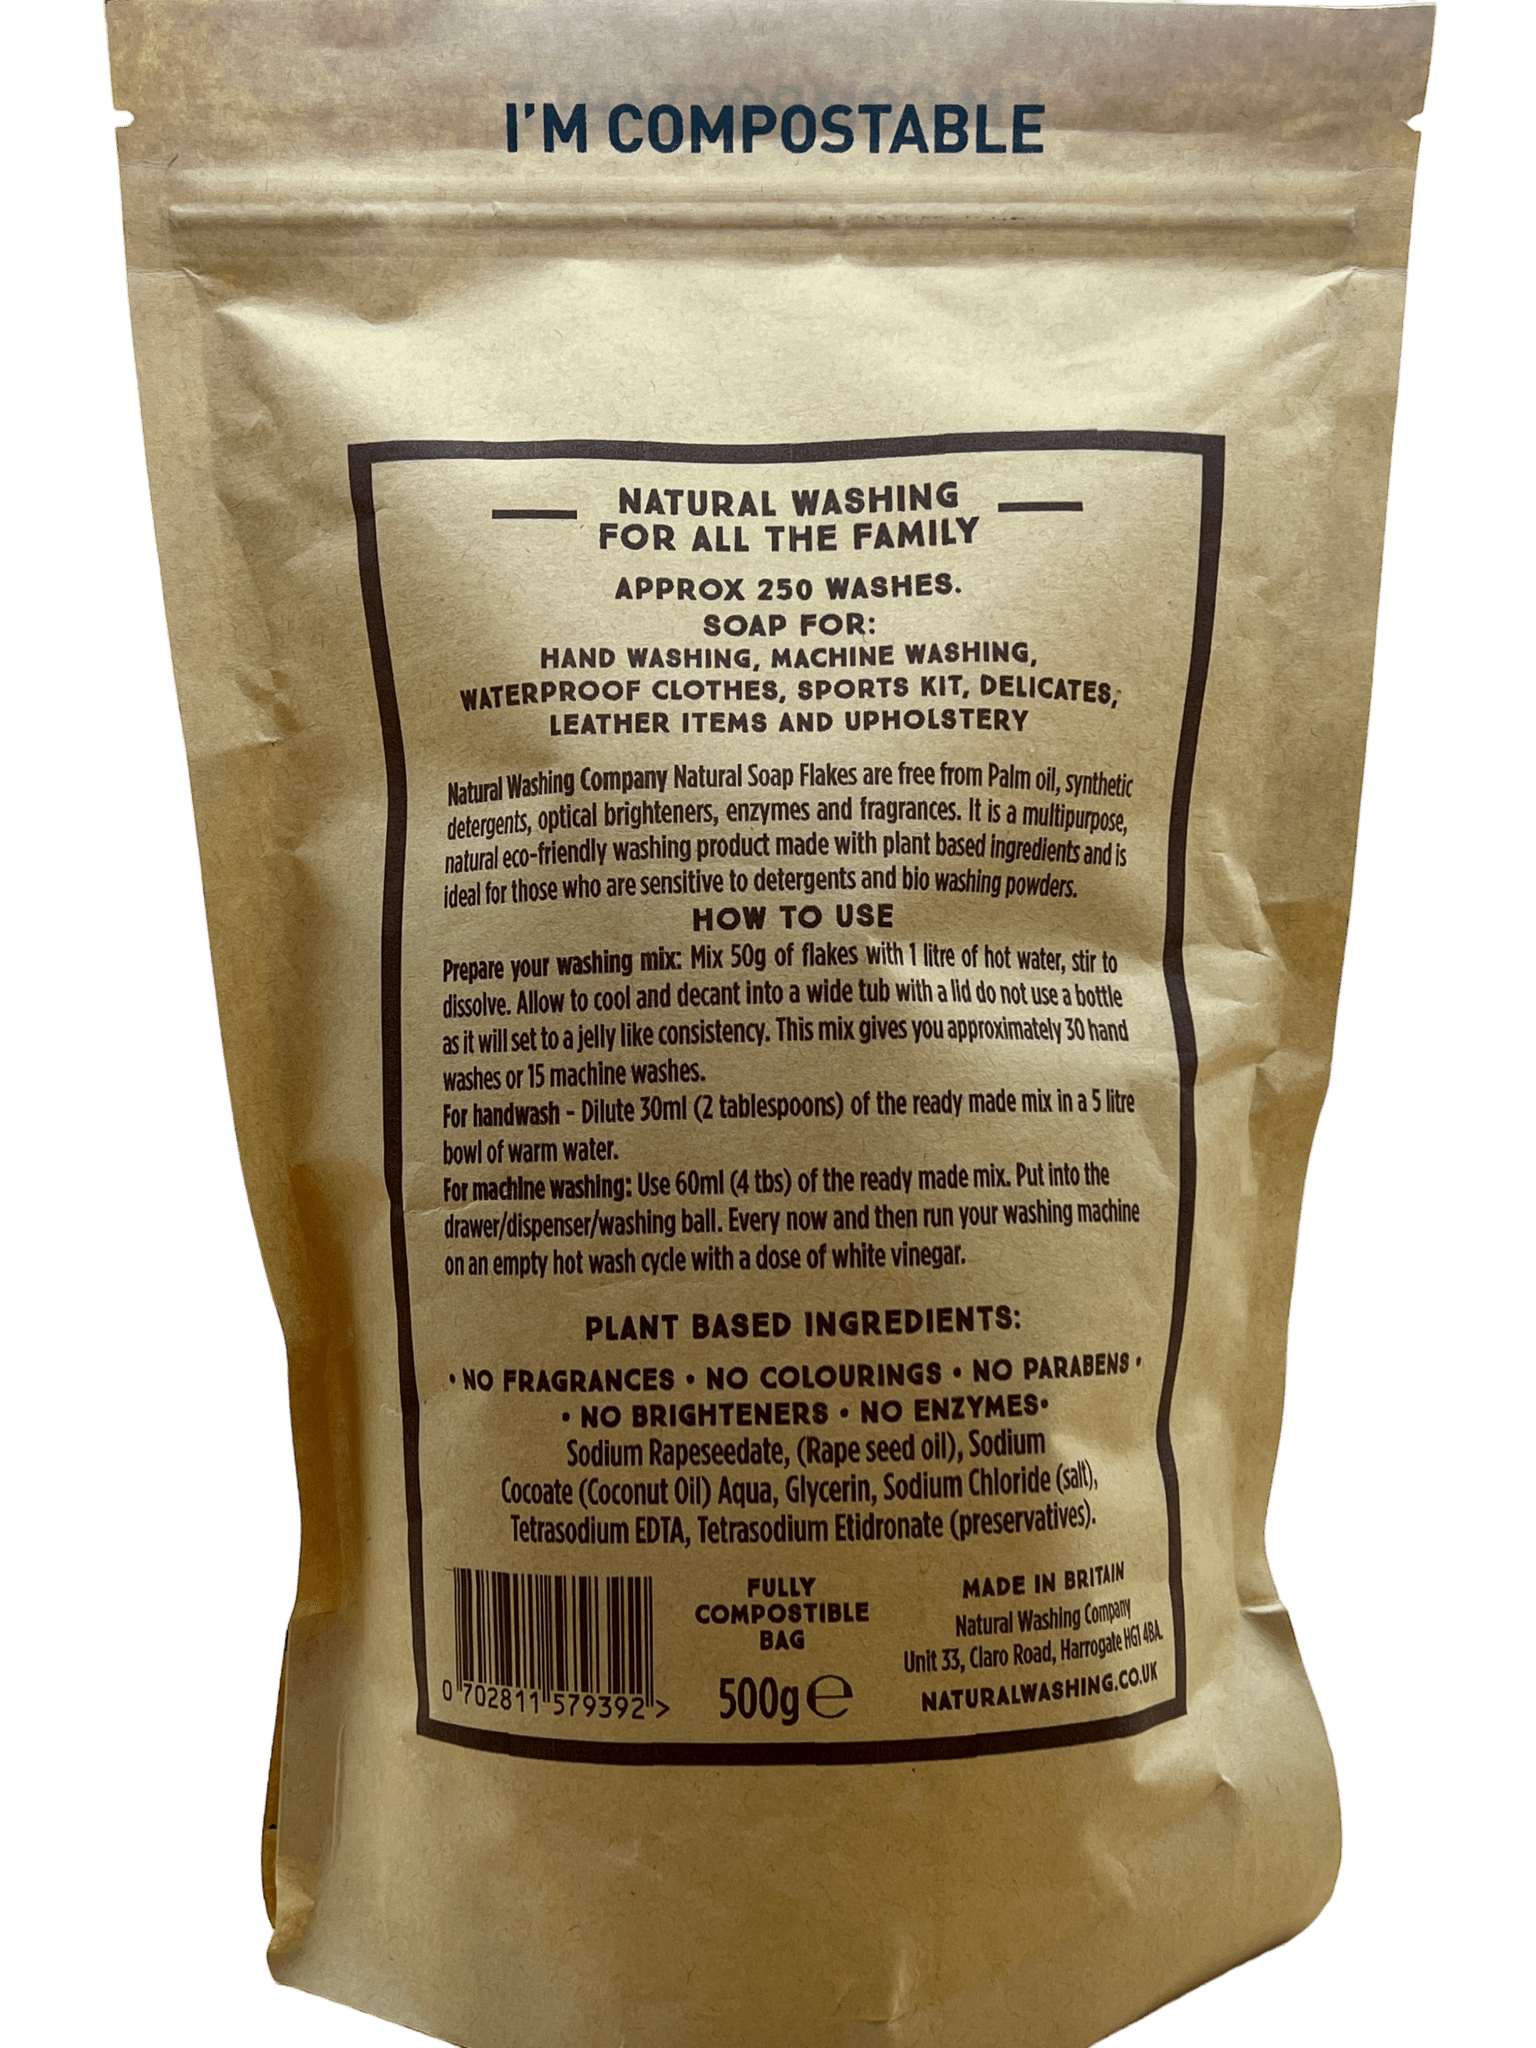 I'M COMPOSTABLE
NATURAL WASHING
FOR ALL THE FAMILY
APPROX 250 WASHES.
SOAP FOR:
HAND WASHING, MACHINE WASHING,
WATERPROOF CLOTHES, SPORTS KIT, DELICATES,
LEATHER ITEMS AND UPHOLSTERY
Natural Washing Company Natural Soap Flakes are free from Palm oil, synthetic
detergents, optical brighteners, enzymes and fragrances. It is a multipurpose,
natural eco-friendly washing product made with plant based ingredients and is
ideal for those who are sensitive to detergents and bio washing powders.
HOW TO USE
Prepare your washing mix: Mix 50g of flakes with 1 litre of hot water, stir to
dissolve. Allow to cool and decant into a wide tub with a lid do not use a bottle
as it will set to a jelly like consistency. This mix gives you approximately 30 hand
washes or 15 machine washes.
For handwash - Dilute 30ml (2 tablespoons) of the ready made mix in a 5 litre
bowl of warm water.
For machine washing: Use 60ml (4 tbs) of the ready made mix. Put into the
drawer/dispenser/washing ball. Every now and then run your washing machine
on an empty hot wash cycle with a dose of white vinegar.
PLANT BASED INGREDIENTS:
• NO FRAGRANCES • NO COLOURINGS • NO PARABENS •
• NO BRIGHTENERS • NO ENZYMES•
Sodium Rapeseedate, (Rape seed oil), Sodium
Cocoate (Coconut Oil) Aqua, Glycerin, Sodium Chloride (salt),
Tetrasodium EDTA, Tetrasodium Etidronate (preservatives).
0 702811 579392 >
FULLY
COMPOSTIBLE
BAG
500g ℮
MADE IN BRITAIN
Natural Washing Company
Unit 33, Claro Road, Harrogate HG1 4BA.
NATURALWASHING.CO.UK